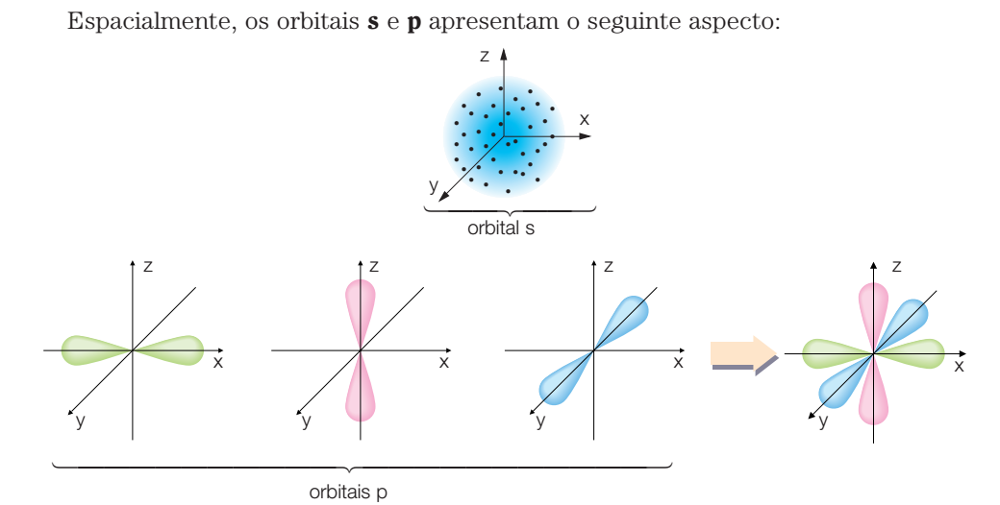 Espacialmente, os orbitais s e p apresentam o seguinte aspecto:
z
x
y
orbital s
z
x
y
z
x
y
z
x
y
z
x
y
orbitais p